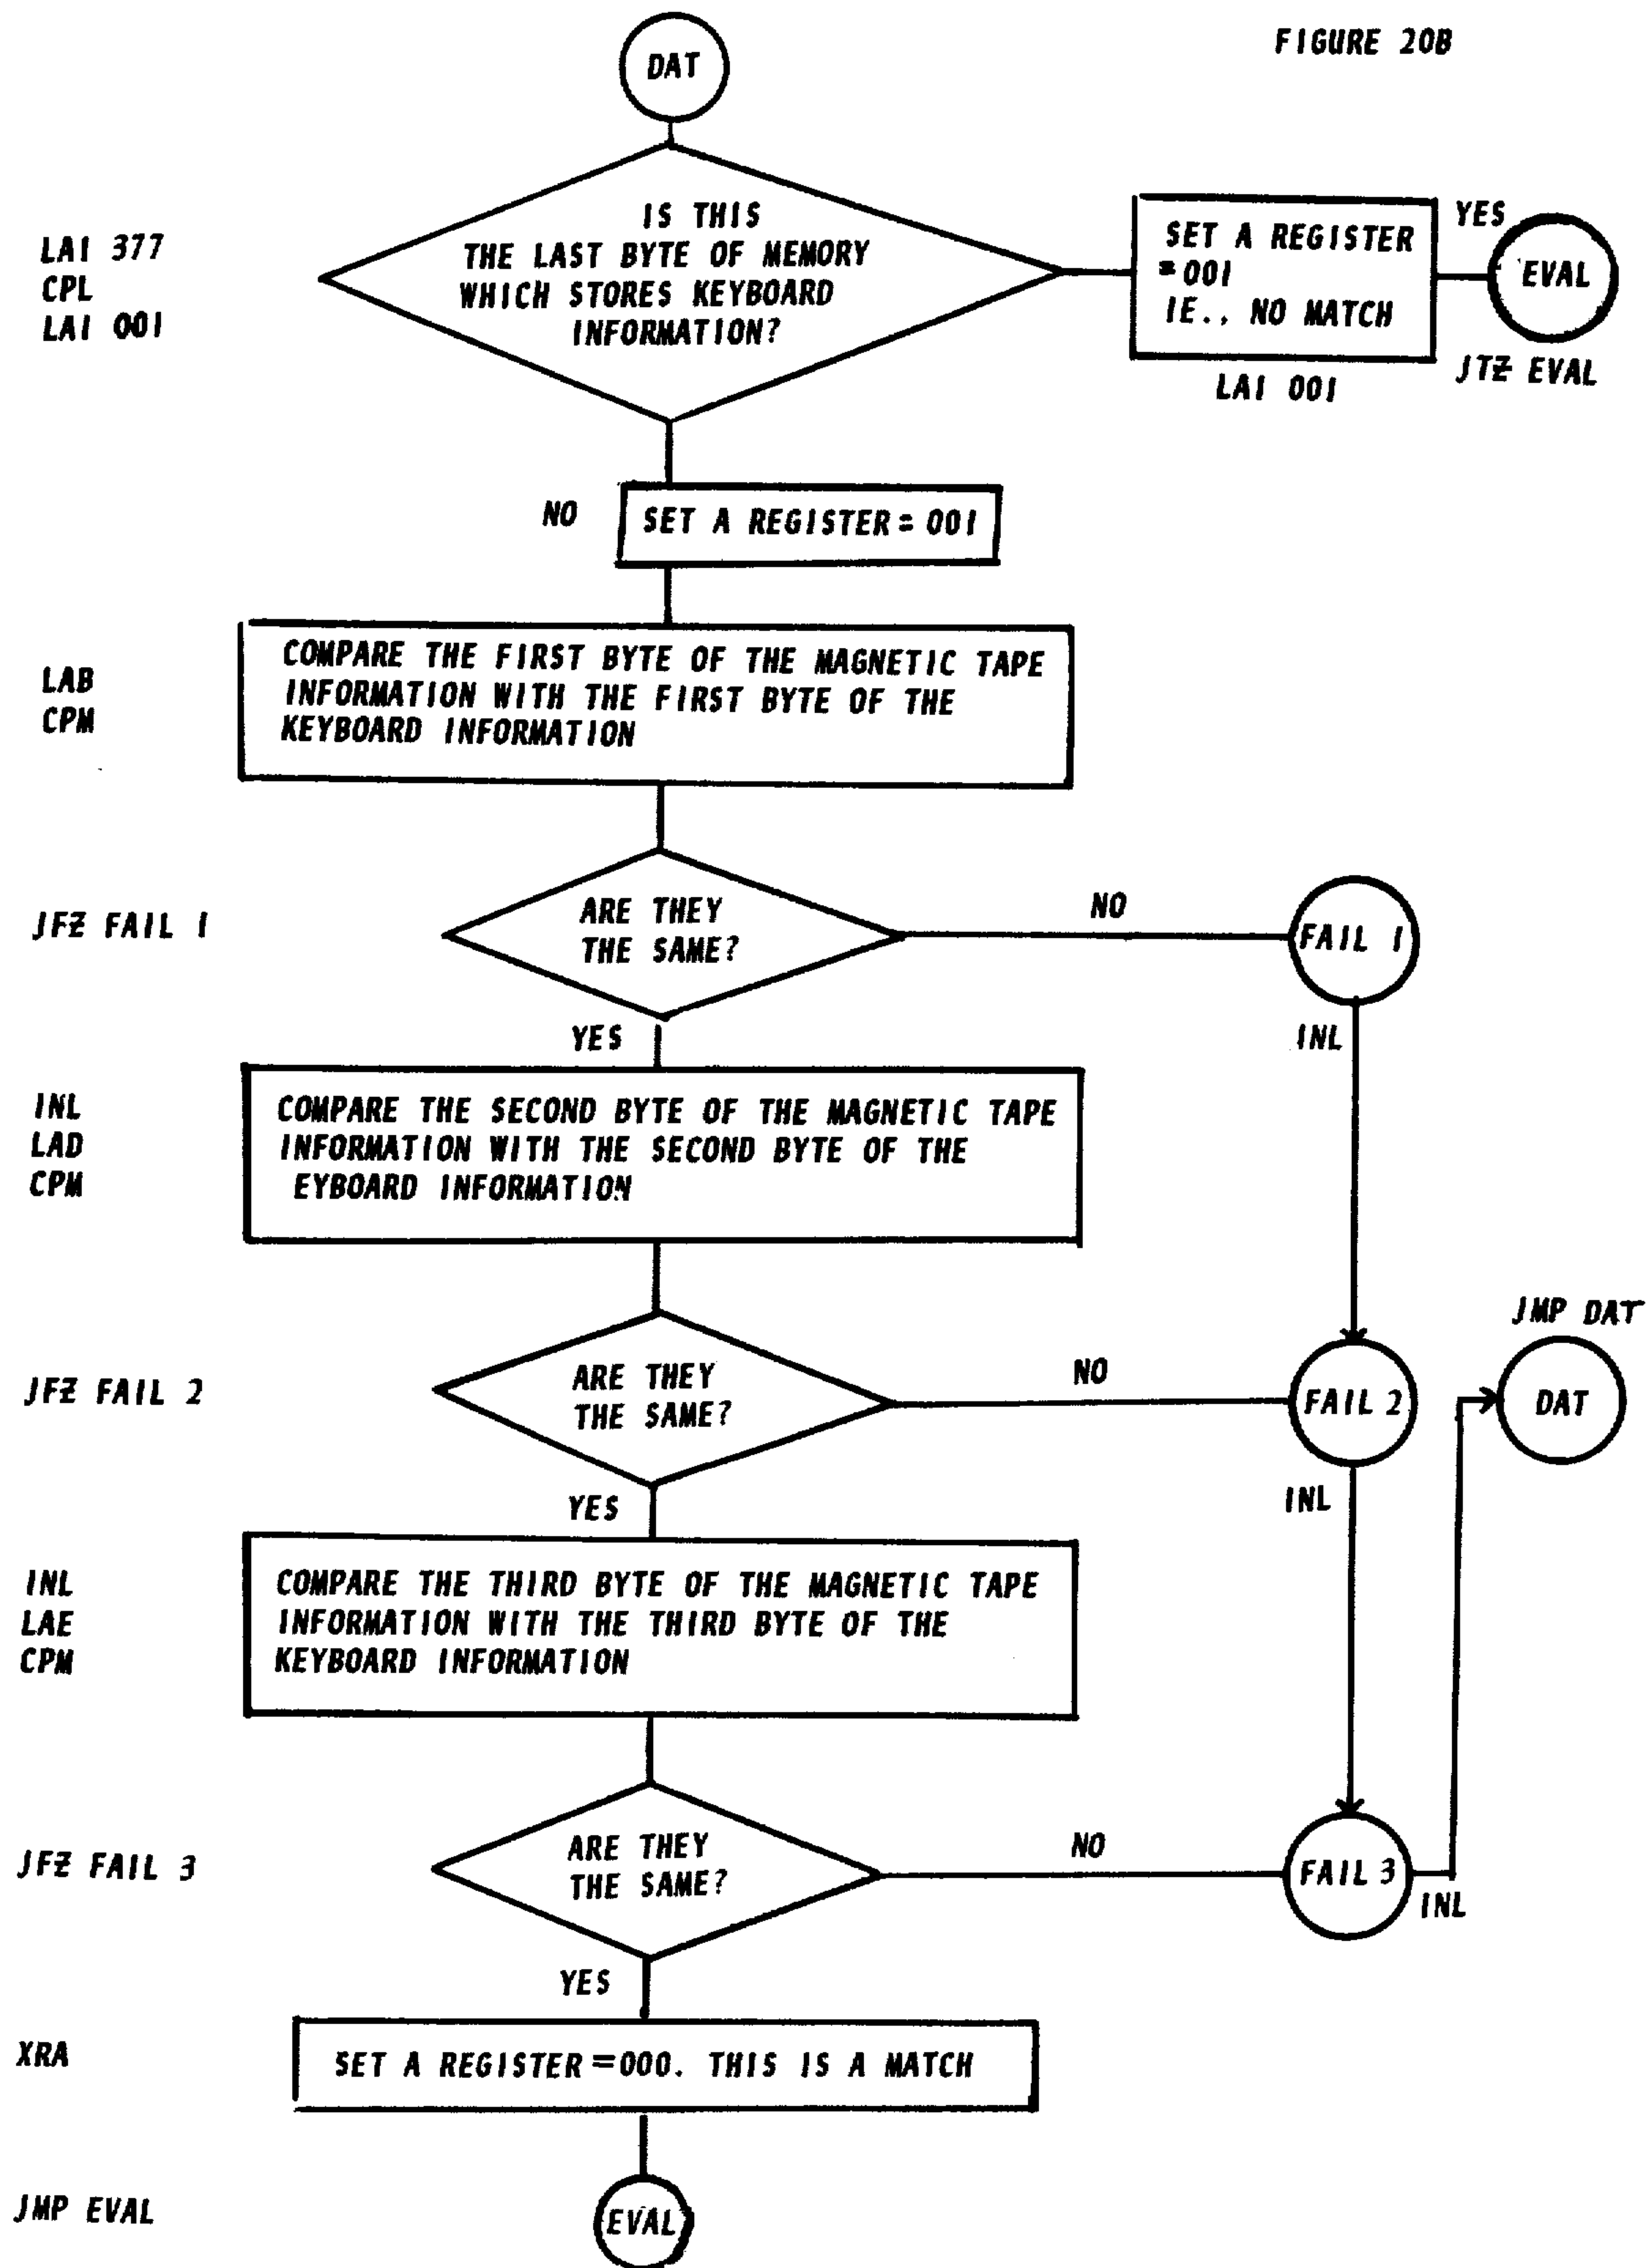 FIGURE 20B
DAT
IS THIS
THE LAST BYTE OF MEMORY
WHICH STORES KEYBOARD
INFORMATION?
LAI 377
CPL
LAI 001
SET A REGISTER
=001
IE., NO MATCH
LAI 001
YES
EVAL
JTZ EVAL
NO
SET A REGISTER = 001
LAB
CPM
COMPARE THE FIRST BYTE OF THE MAGNETIC TAPE
INFORMATION WITH THE FIRST BYTE OF THE
KEYBOARD INFORMATION
JFZ FAIL 1
ARE THEY
THE SAME?
NO
FAIL 1
INL
YES
INL
LAD
CPM
COMPARE THE SECOND BYTE OF THE MAGNETIC TAPE
INFORMATION WITH THE SECOND BYTE OF THE
EYBOARD INFORMATION
JFZ FAIL 2
ARE THEY
THE SAME?
NO
FAIL 2
INL
JMP DAT
DAT
YES
INL
LAE
CPM
COMPARE THE THIRD BYTE OF THE MAGNETIC TAPE
INFORMATION WITH THE THIRD BYTE OF THE
KEYBOARD INFORMATION
JFZ FAIL 3
ARE THEY
THE SAME?
NO
FAIL 3
INL
YES
XRA
SET A REGISTER =000. THIS IS A MATCH
JMP EVAL
EVAL